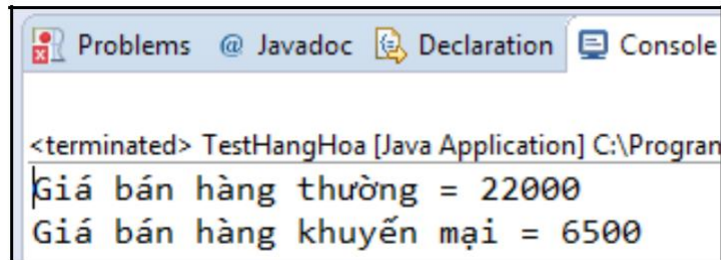 Problems @ Javadoc Declaration Console
<terminated> TestHangHoa [Java Application] C:\Program
Giá bán hàng thường = 22000
Giá bán hàng khuyến mại = 6500